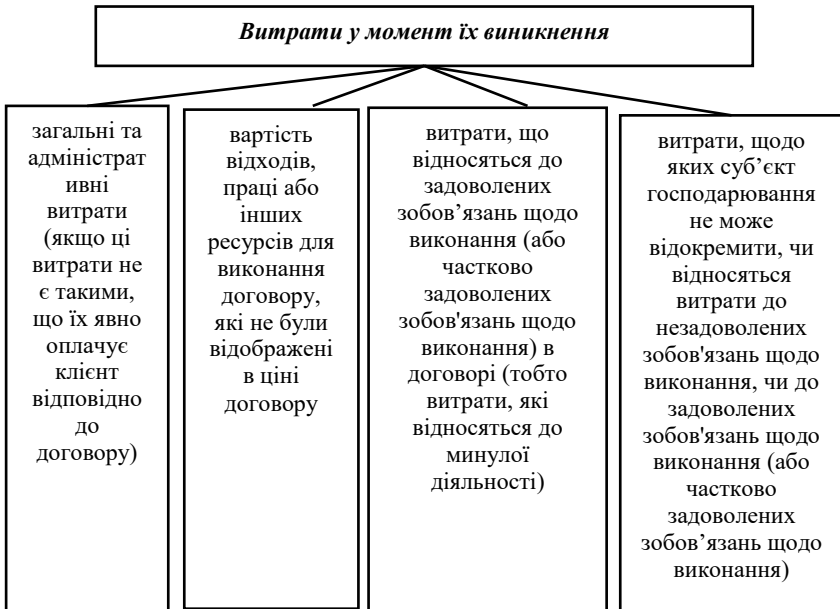 Витрати у момент їх виникнення
загальні та
адміністрат
ивні
витрати
(якщо ці
витрати не
є такими,
що їх явно
оплачує
клієнт
відповідно
до
договору)
вартість
відходів,
праці або
інших
ресурсів для
виконання
договору,
які не були
відображені
в ціні
договору
витрати, що
відносяться до
задоволених
зобов’язань щодо
виконання (або
частково
задоволених
зобов'язань щодо
виконання) в
договорі (тобто
витрати, які
відносяться до
минулої
діяльності)
витрати, щодо
яких суб’єкт
господарювання
не може
відокремити, чи
відносяться
витрати до
незадоволених
зобов'язань щодо
виконання, чи до
задоволених
зобов'язань щодо
виконання (або
частково
задоволених
зобов’язань щодо
виконання)